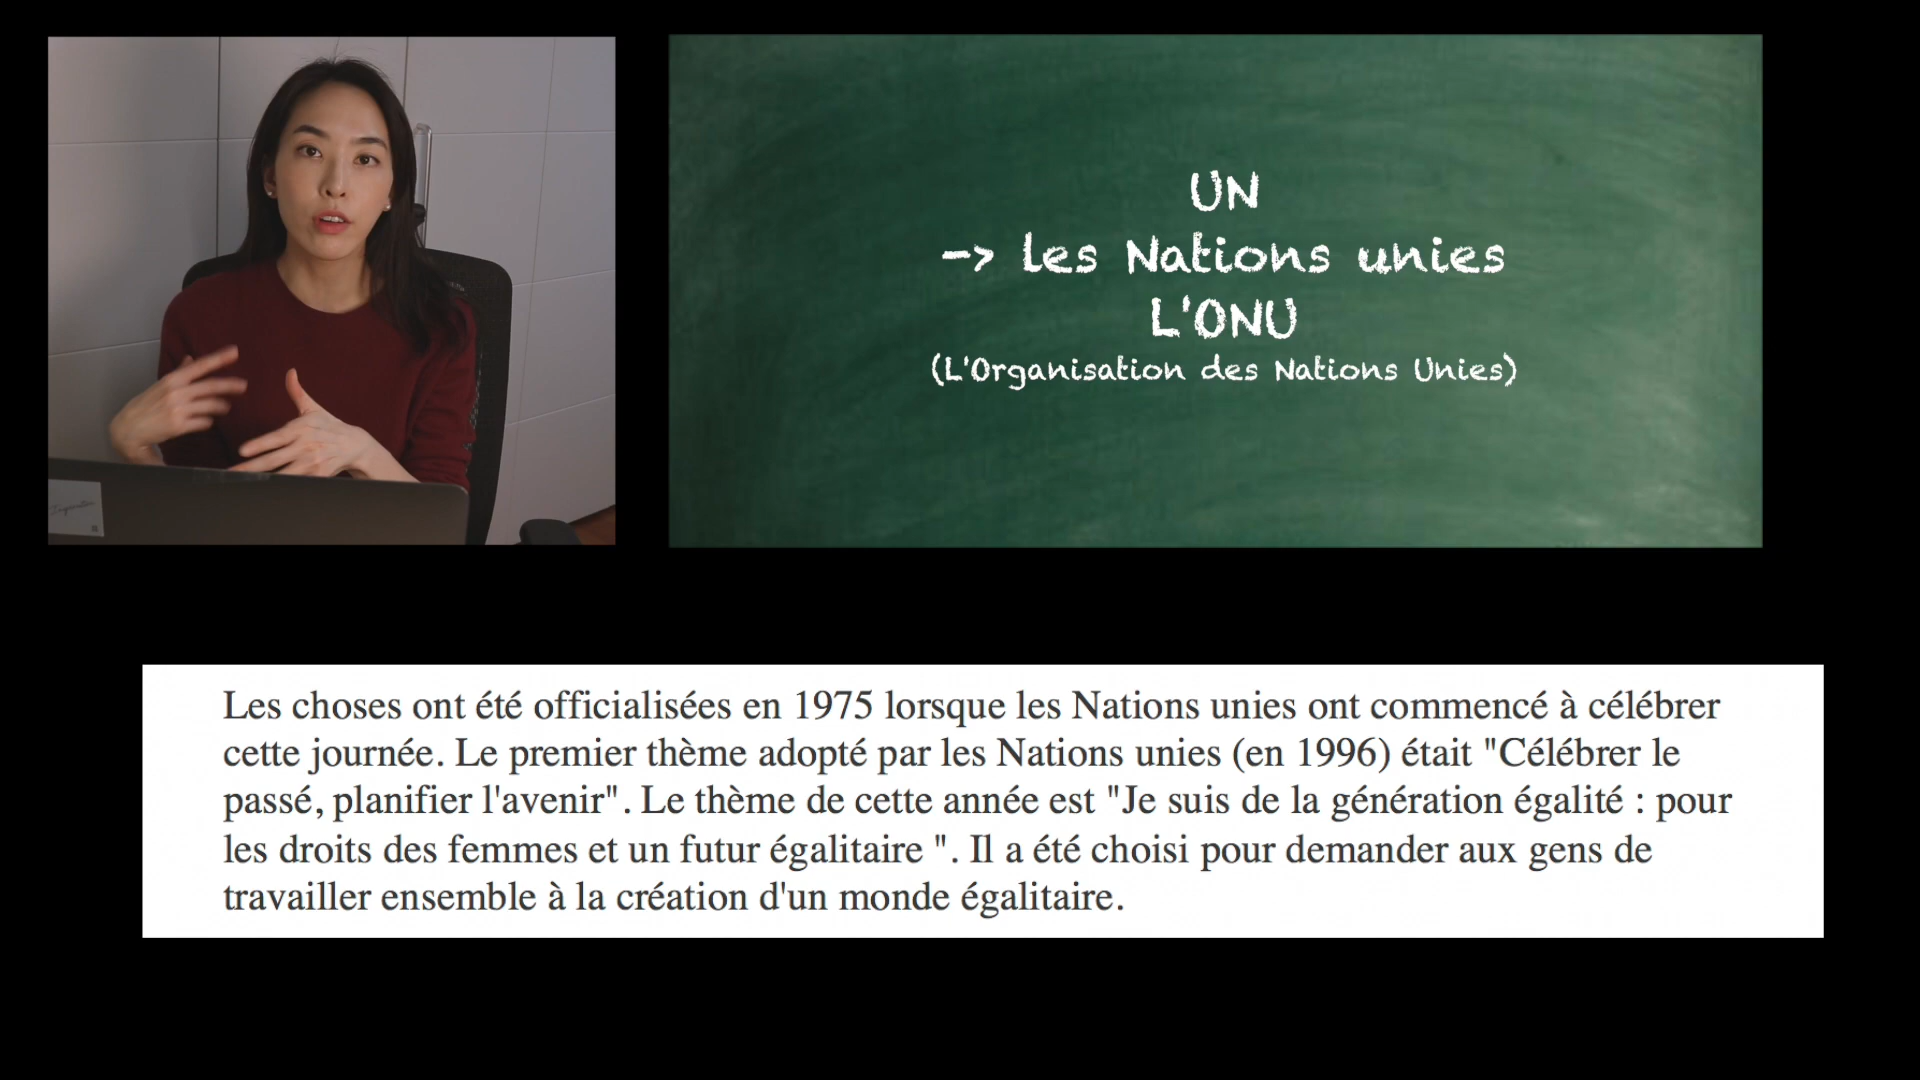 UN
-> les Nations unies
L'ONU
(L'Organisation des Nations Unies)
Les choses ont été officialisées en 1975 lorsque les Nations unies ont commencé à célébrer
cette journée. Le premier thème adopté par les Nations unies (en 1996) était "Célébrer le
passé, planifier l'avenir". Le thème de cette année est "Je suis de la génération égalité : pour
les droits des femmes et un futur égalitaire ". Il a été choisi pour demander aux gens de
travailler ensemble à la création d'un monde égalitaire.